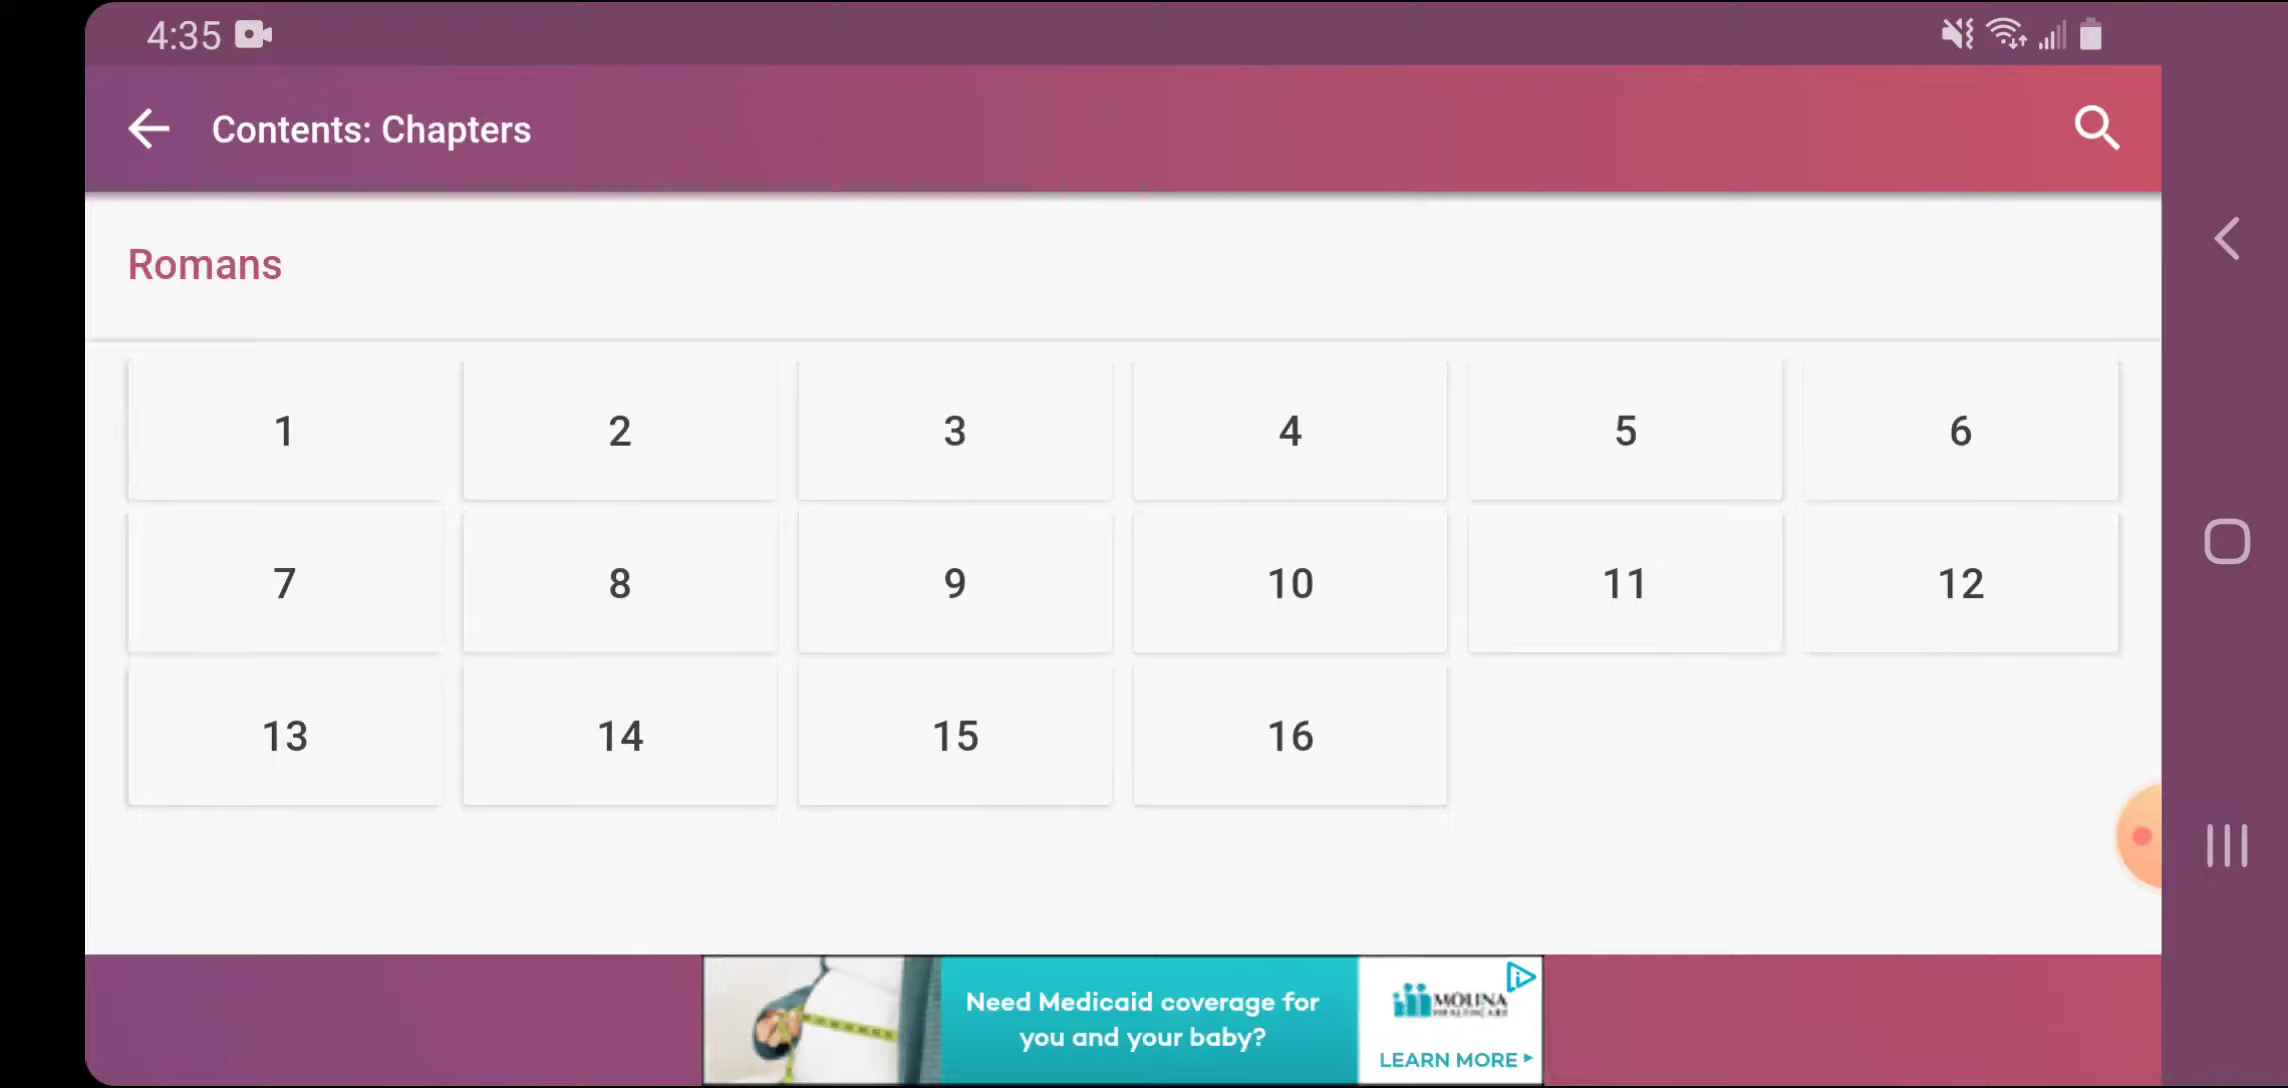 4:35
Contents: Chapters
Romans
1 2 3 4 5 6
7 8 9 10 11 12
13 14 15 16
Need Medicaid coverage for
you and your baby?
MOLINA
HEALTHCARE
LEARN MORE